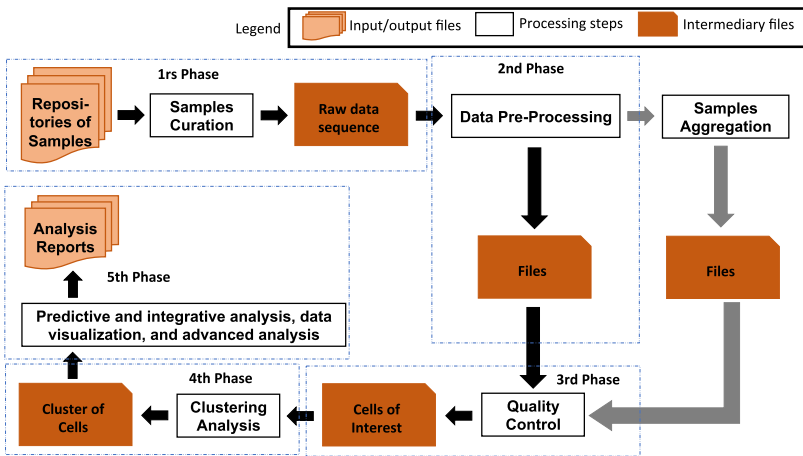 Legend
Input/output files
Processing steps
Intermediary files
1rs Phase
Reposi-
tories of
Samples
Samples
Curation
Raw data
sequence
2nd Phase
Data Pre-Processing
Samples
Aggregation
Files
Files
Analysis
Reports
5th Phase
Predictive and integrative analysis, data
visualization, and advanced analysis
4th Phase
Cluster of
Cells
Clustering
Analysis
3rd Phase
Cells of
Interest
Quality
Control